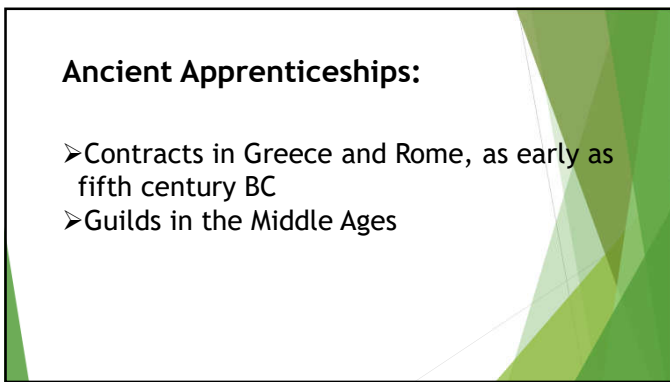 Ancient Apprenticeships:
➢Contracts in Greece and Rome, as early as
fifth century BC
➢Guilds in the Middle Ages